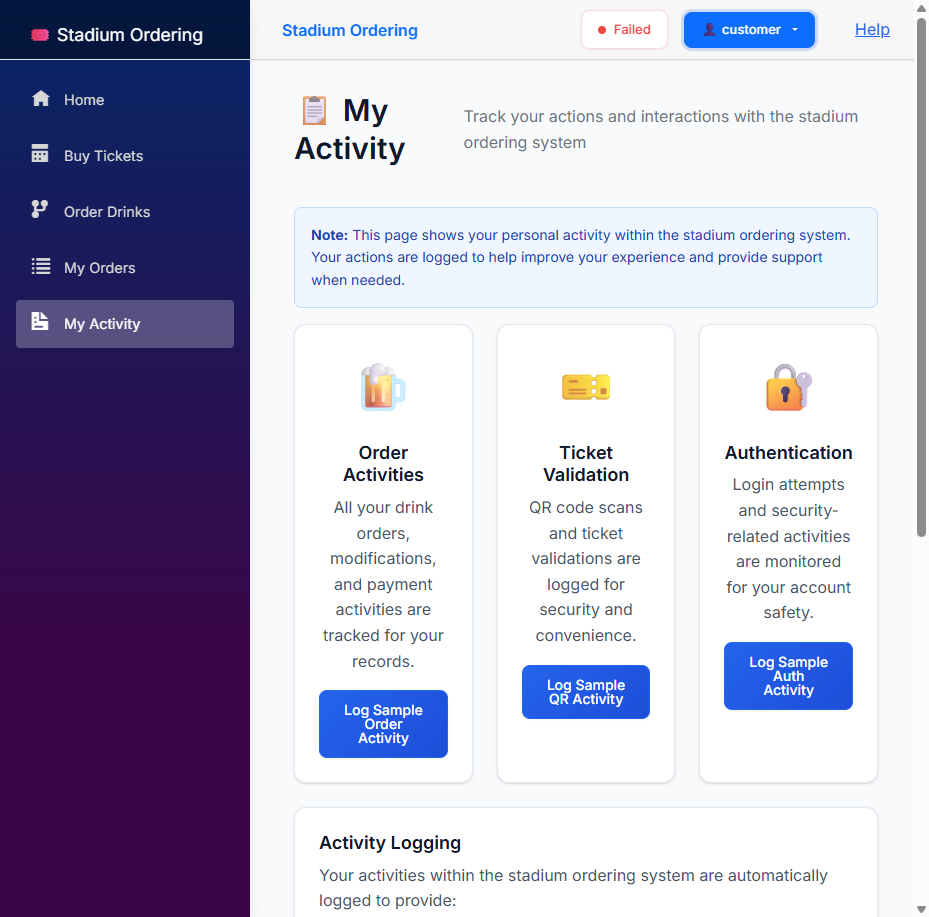 Stadium Ordering
Home
Buy Tickets
Order Drinks
My Orders
My Activity
Stadium Ordering
Failed
customer
Help
My
Activity
Track your actions and interactions with the stadium
ordering system
Note: This page shows your personal activity within the stadium ordering system.
Your actions are logged to help improve your experience and provide support
when needed.
Order
Activities
All your drink
orders,
modifications,
and payment
activities are
tracked for your
records.
Log Sample
Order
Activity
Ticket
Validation
QR code scans
and ticket
validations are
logged for
security and
convenience.
Log Sample
QR Activity
Authentication
Login attempts
and security-
related activities
are monitored
for your account
safety.
Log Sample
Auth
Activity
Activity Logging
Your activities within the stadium ordering system are automatically
logged to provide: